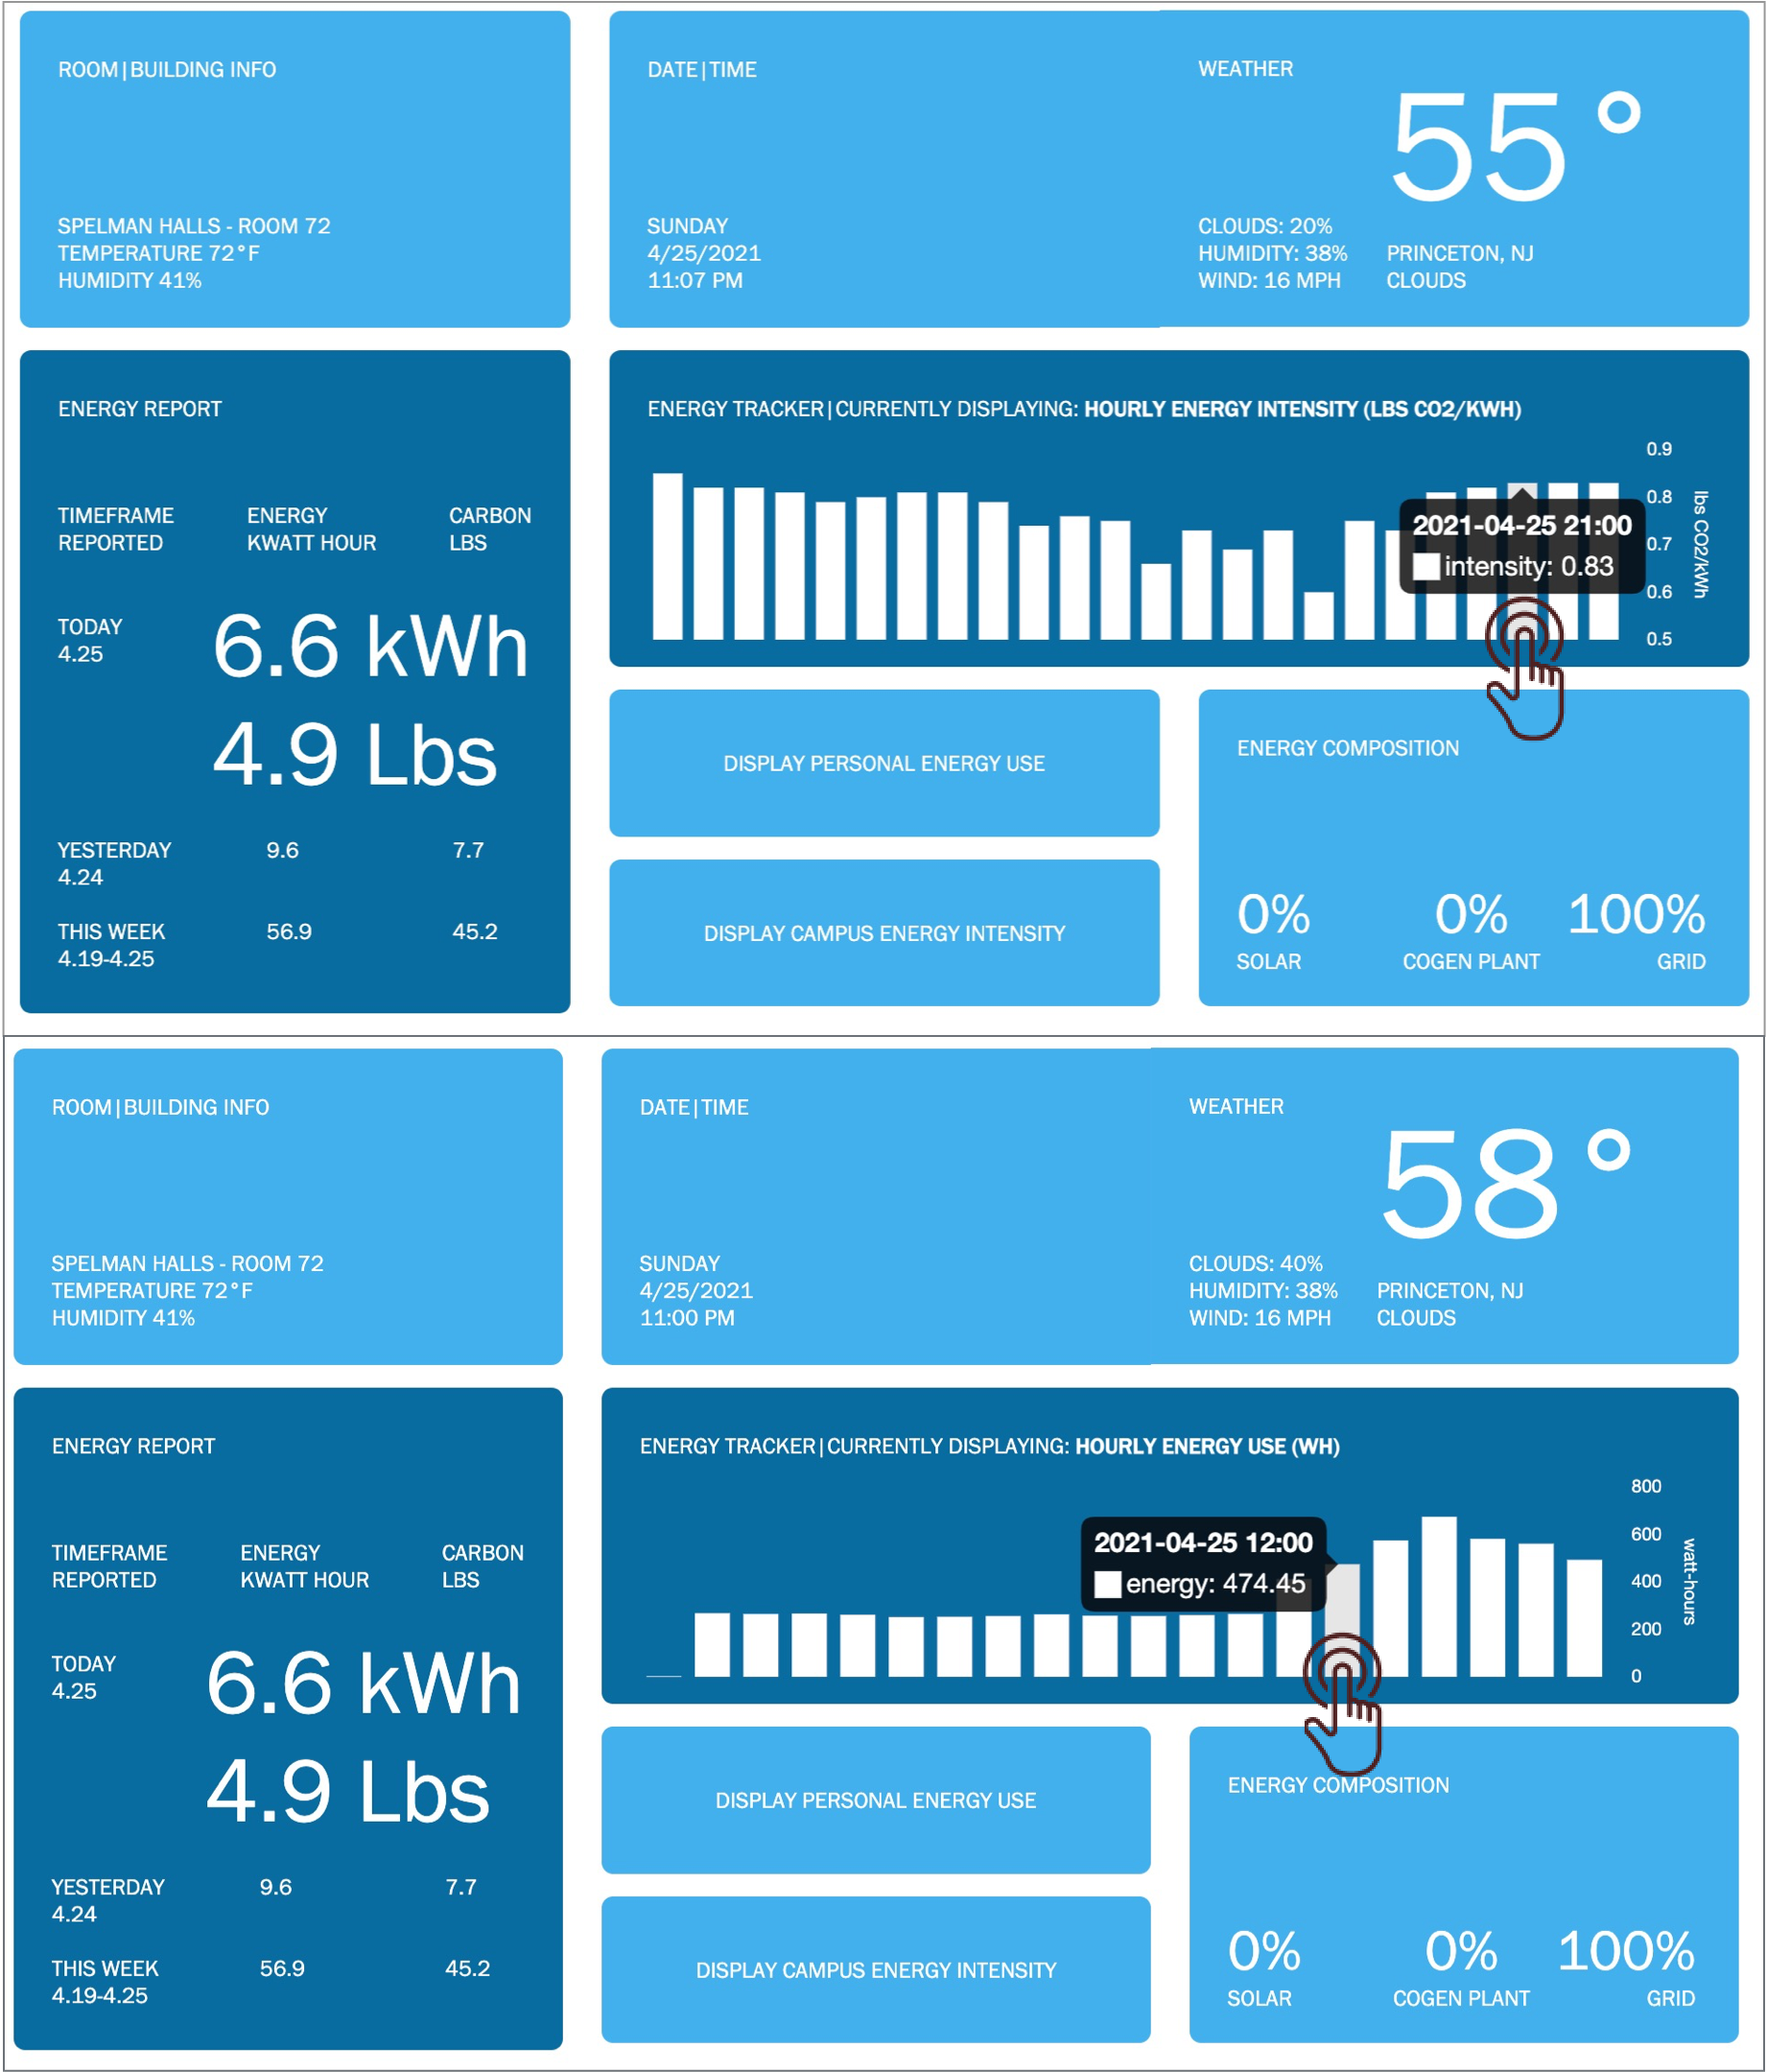 ROOM|BUILDING INFO
SPELMAN HALLS - ROOM 72
TEMPERATURE 72°F
HUMIDITY 41%
DATE|TIME
SUNDAY
4/25/2021
11:07 PM
WEATHER
55°
CLOUDS: 20%
HUMIDITY: 38% PRINCETON, NJ
WIND: 16 MPH CLOUDS
ENERGY REPORT
TIMEFRAME ENERGY CARBON
REPORTED KWATT HOUR LBS
TODAY 6.6 kWh
4.25
4.9 Lbs
YESTERDAY 9.6 7.7
4.24
THIS WEEK 56.9 45.2
4.19-4.25
ENERGY TRACKER|CURRENTLY DISPLAYING: HOURLY ENERGY INTENSITY (LBS CO2/KWH)
0.9
0.8
0.7
0.6
0.5
lbs CO2/kWh
2021-04-25 21:00
intensity: 0.83
DISPLAY PERSONAL ENERGY USE
DISPLAY CAMPUS ENERGY INTENSITY
ENERGY COMPOSITION
0% 0% 100%
SOLAR COGEN PLANT GRID
ROOM|BUILDING INFO
SPELMAN HALLS - ROOM 72
TEMPERATURE 72°F
HUMIDITY 41%
DATE|TIME
SUNDAY
4/25/2021
11:00 PM
WEATHER
58°
CLOUDS: 40%
HUMIDITY: 38% PRINCETON, NJ
WIND: 16 MPH CLOUDS
ENERGY REPORT
TIMEFRAME ENERGY CARBON
REPORTED KWATT HOUR LBS
TODAY 6.6 kWh
4.25
4.9 Lbs
YESTERDAY 9.6 7.7
4.24
THIS WEEK 56.9 45.2
4.19-4.25
ENERGY TRACKER|CURRENTLY DISPLAYING: HOURLY ENERGY USE (WH)
800
600
400
200
0
watt-hours
2021-04-25 12:00
energy: 474.45
DISPLAY PERSONAL ENERGY USE
DISPLAY CAMPUS ENERGY INTENSITY
ENERGY COMPOSITION
0% 0% 100%
SOLAR COGEN PLANT GRID